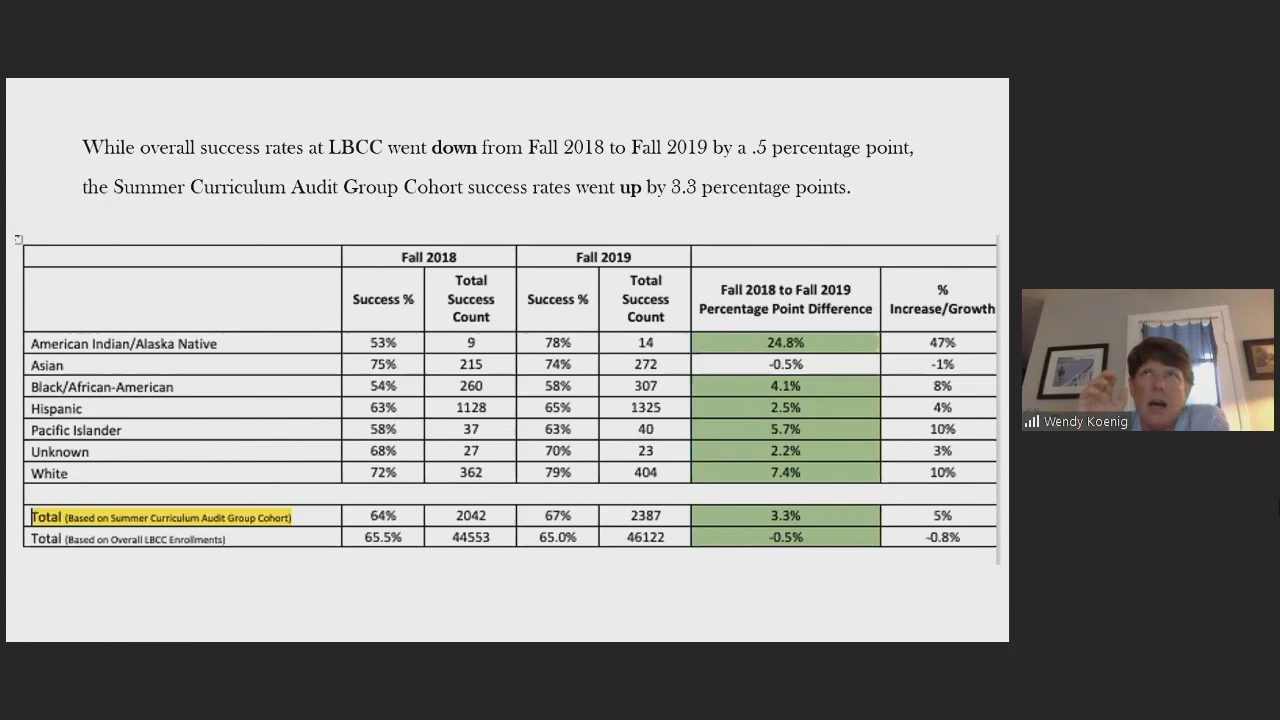 While overall success rates at LBCC went down from Fall 2018 to Fall 2019 by a .5 percentage point,
the Summer Curriculum Audit Group Cohort success rates went up by 3.3 percentage points.
Fall 2018 Fall 2019
Success % Total Success Count Success % Total Success Count Fall 2018 to Fall 2019 Percentage Point Difference % Increase/Growth
American Indian/Alaska Native 53% 9 78% 14 24.8% 47%
Asian 75% 215 74% 272 -0.5% -1%
Black/African-American 54% 260 58% 307 4.1% 8%
Hispanic 63% 1128 65% 1325 2.5% 4%
Pacific Islander 58% 37 63% 40 5.7% 10%
Unknown 68% 27 70% 23 2.2% 3%
White 72% 362 79% 404 7.4% 10%
Total (Based on Summer Curriculum Audit Group Cohort) 64% 2042 67% 2387 3.3% 5%
Total (Based on Overall LBCC Enrollments) 65.5% 44553 65.0% 46122 -0.5% -0.8%
Wendy Koenig